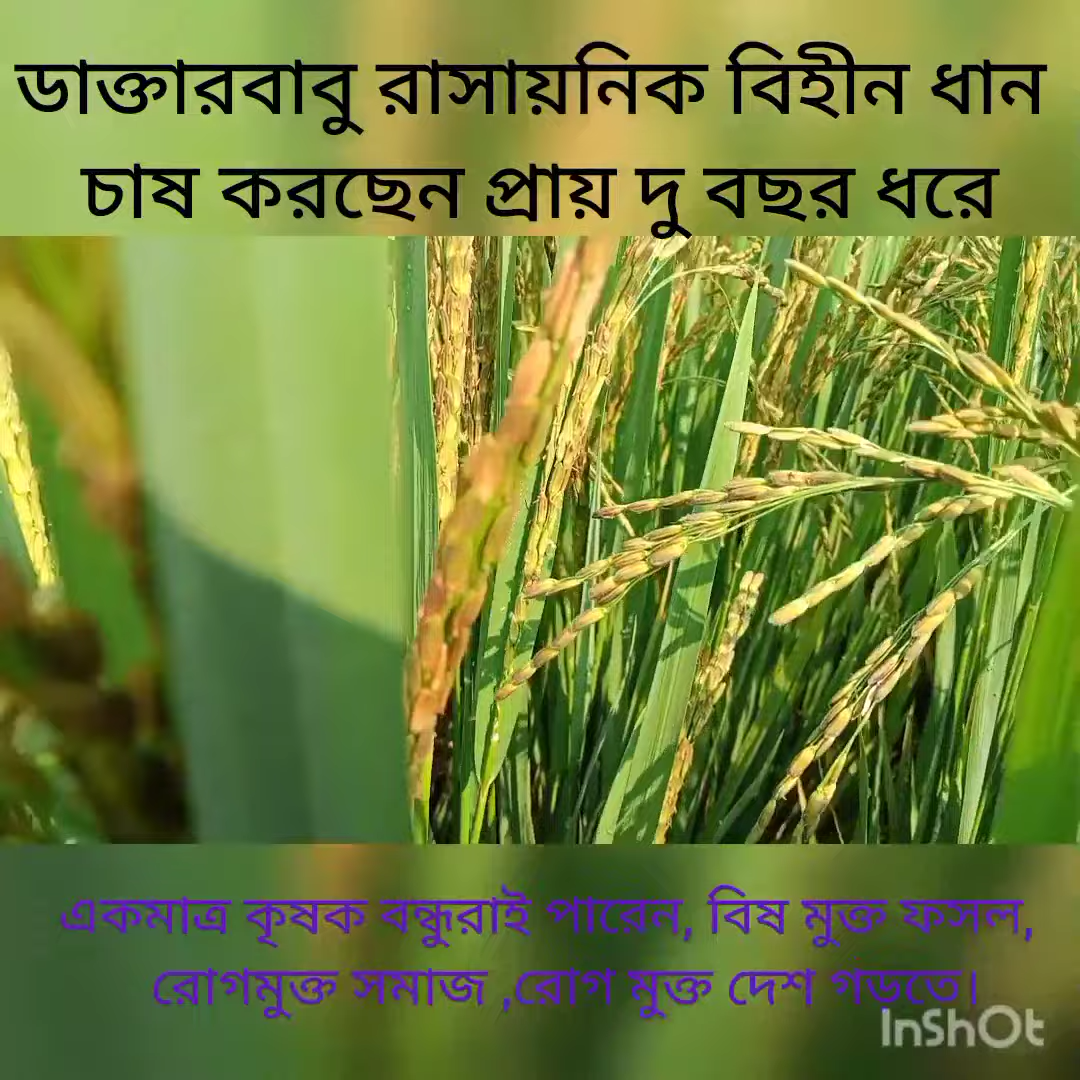 ডাক্তারবাবু রাসায়নিক বিহীন ধান
চাষ করছেন প্রায় দু বছর ধরে
একমাত্র কৃষক বন্ধুরাই পারেন, বিষ মুক্ত ফসল,
রোগমুক্ত সমাজ ,রোগ মুক্ত দেশ গড়তে।
InShOt